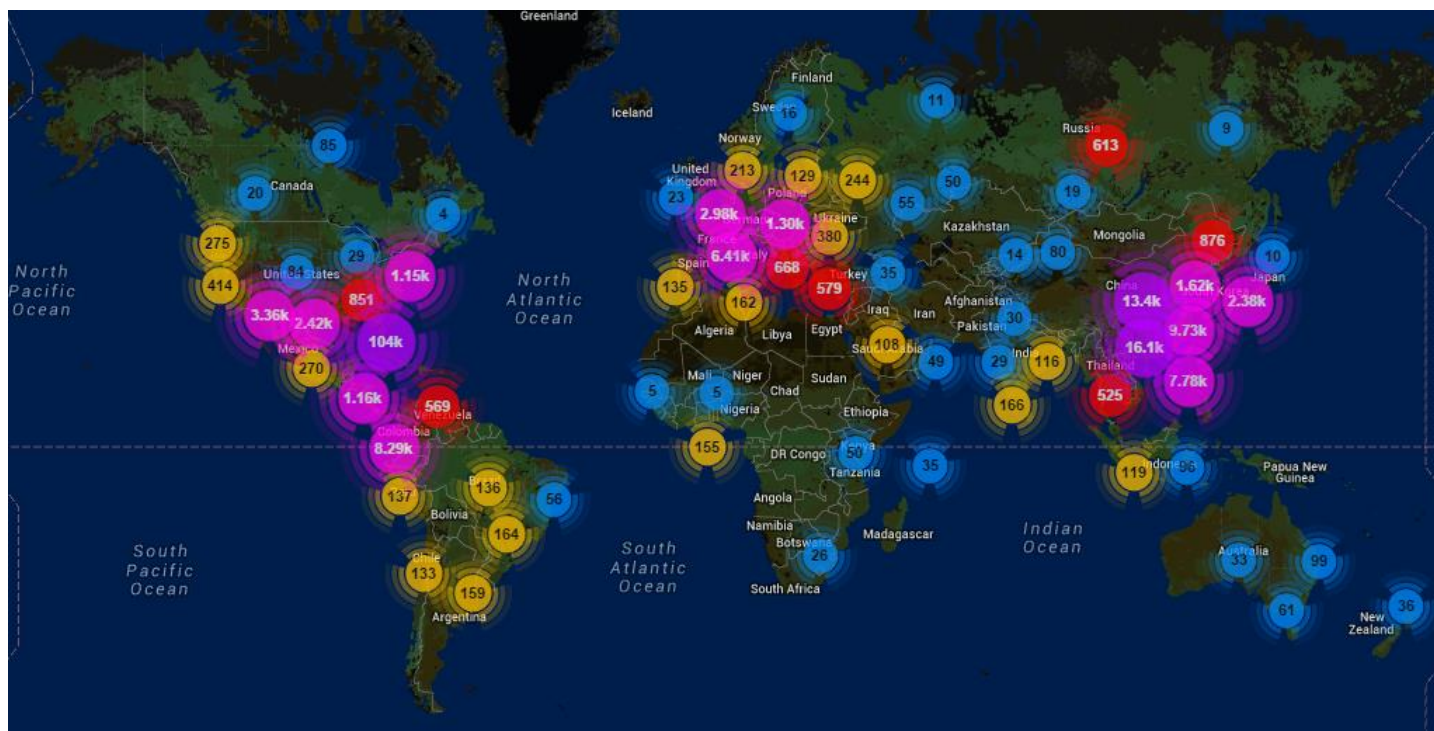 Greenland
Finland
Iceland
Sweden
16
11
Russia
613
9
85
Norway
213
129
244
United
Kingdom
23
Poland
50
19
55
20
Canada
4
2.98k
Germany
1.30k
Ukraine
380
Kazakhstan
Mongolia
876
275
29
France
6.41k
Italy
668
14
80
10
Japan
North
Pacific
Ocean
84
United States
1.15k
North
Atlantic
Ocean
Spain
135
579
Turkey
35
China
13.4k
1.62k
South Korea
2.38k
414
851
162
Iraq
Iran
Afghanistan
Pakistan
30
3.36k
2.42k
104k
Algeria
Libya
Egypt
9.73k
Mexico
270
108
Saudi Arabia
49
29
India
116
16.1k
Thailand
7.78k
1.16k
569
Venezuela
5
Mali
5
Niger
Chad
Sudan
Nigeria
Ethiopia
166
525
Colombia
8.29k
155
DR Congo
Kenya
50
Tanzania
35
119
Indonesia
96
Papua New
Guinea
137
Brazil
136
56
Bolivia
164
Angola
Namibia
Botswana
26
Madagascar
Indian
Ocean
South
Pacific
Ocean
South
Atlantic
Ocean
Chile
133
159
Argentina
South Africa
Australia
33
99
61
36
New
Zealand